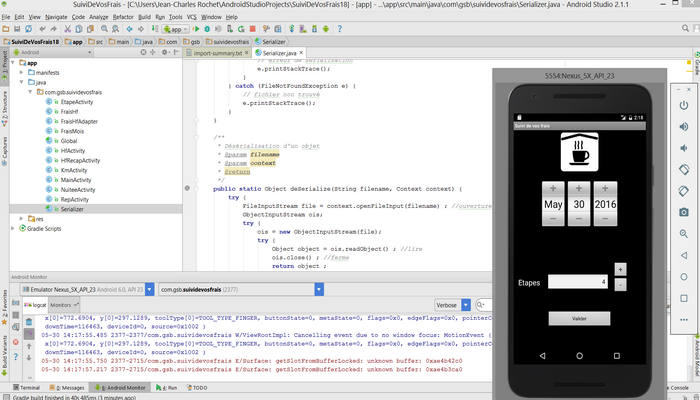 SuiviDeVosFrais - [C:\Users\Jean-Charles Rochet\AndroidStudioProjects\SuiviDeVosFrais18] - [app] - ...\app\src\main\java\com\gsb\suividevosfrais\Serializer.java - Android Studio 2.1.1
File Edit View Navigate Code Analyze Refactor Build Run Tools VCS Window Help
app
SuiviDeVosFrais18 app src main java com gsb suividevosfrais Serializer
Android
import-summary.txt
Serializer.java
app
manifests
java
com.gsb.suividevosfrais
EtapeActivity
FraisHf
FraisHfAdapter
FraisMois
Global
HfActivity
HfRecapActivity
KmActivity
MainActivity
NuiteeActivity
RepActivity
Serializer
res
Gradle Scripts
1: Project
Z: Structure
Captures
2: Favorites
Build Variants
Gradle
Android Model
// erreur de serialisation
e.printStackTrace();
}
} catch (FileNotFoundException e) {
// fichier non trouvé
e.printStackTrace();
}
}
/**
* Désérialisation d'un objet
* @param filename
* @param context
* @return
*/
public static Object deSerialize(String filename, Context context) {
try {
FileInputStream file = context.openFileInput(filename) ; //ouverture
ObjectInputStream ois;
try {
ois = new ObjectInputStream(file);
try {
Object object = ois.readObject() ; //lire
ois.close() ; //ferme
return object ;
5554:Nexus_5X_API_23
2:18
Suivi de vos frais
+ + +
May 30 2016
- - -
Etapes 4
+
-
Valider
Android Monitor
Emulator Nexus_5X_API_23 Android 6.0, API 23
com.gsb.suividevosfrais (2377)
logcat Monitors
Verbose
x[0]=772.6904, y[0]=297.1289, toolType[0]=TOOL_TYPE_FINGER, buttonState=0, metaState=0, flags=0x0, edgeFlags=0x0, pointerCo
downTime=116463, deviceId=0, source=0x1002 }
05-30 14:17:55.485 2377-2377/com.gsb.suividevosfrais W/ViewRootImpl: Cancelling event due to no window focus: MotionEvent {
x[0]=772.6904, y[0]=297.1289, toolType[0]=TOOL_TYPE_FINGER, buttonState=0, metaState=0, flags=0x0, edgeFlags=0x0, pointerCo
downTime=116463, deviceId=0, source=0x1002 }
05-30 14:17:55.750 2377-2715/com.gsb.suividevosfrais E/Surface: getSlotFromBufferLocked: unknown buffer: 0xae4b42c0
05-30 14:17:57.217 2377-2715/com.gsb.suividevosfrais E/Surface: getSlotFromBufferLocked: unknown buffer: 0xae4b3ca0
Terminal 0: Messages 6: Android Monitor 4: Run TODO
Gradle build finished in 40s 485ms (3 minutes ago)